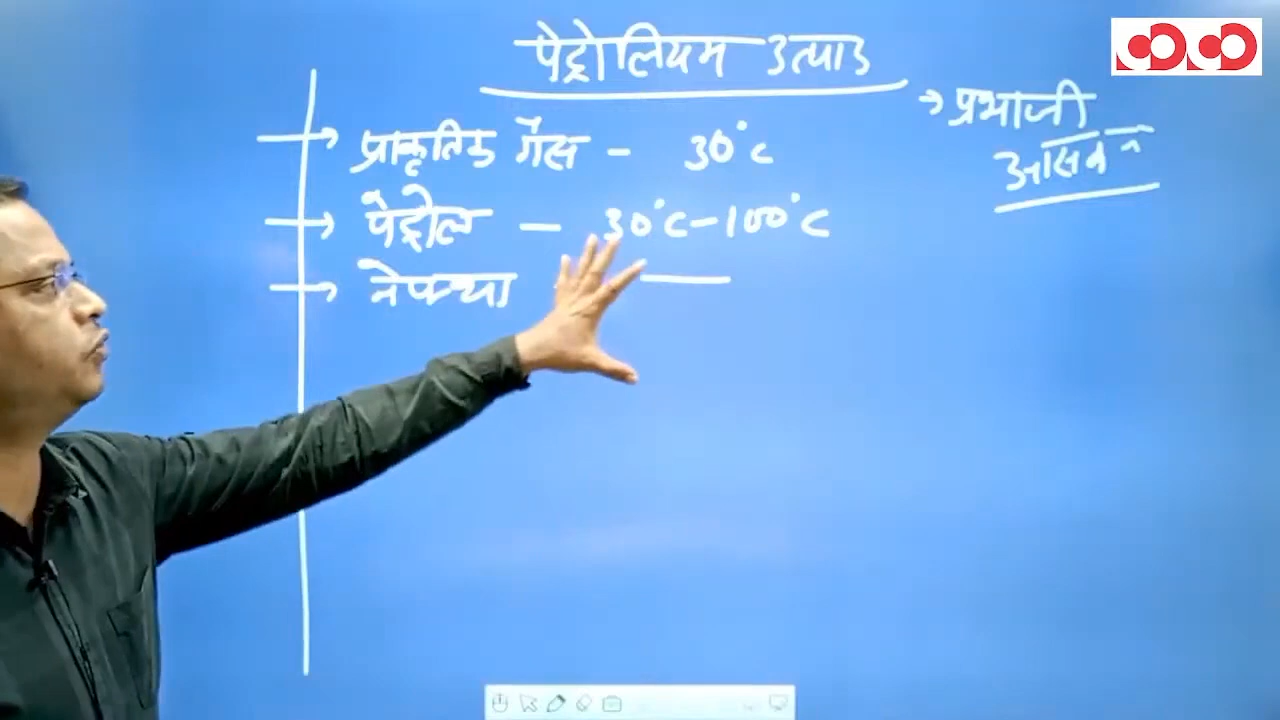 पेट्रोलियम उत्पाद
→ प्रभाजी
आसवन
→ प्राकृतिक गैस - 30°C
→ पेट्रोल - 30°C-100°C
→ नेफ्था